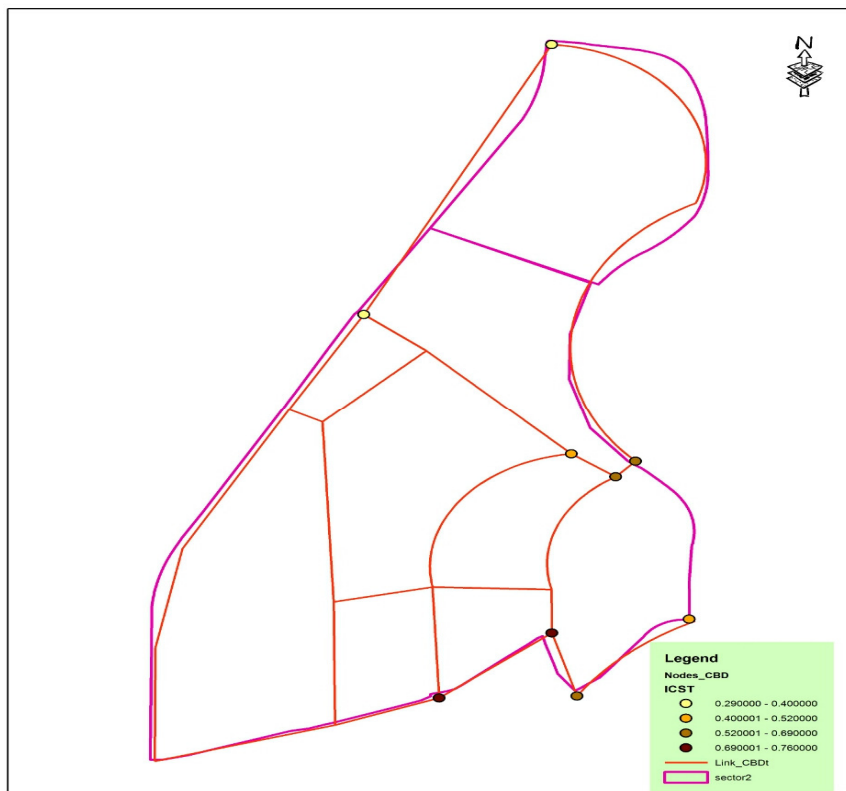 N
Legend
Nodes_CBD
ICST
0.290000 - 0.400000
0.400001 - 0.520000
0.520001 - 0.690000
0.690001 - 0.760000
Link_CBDt
sector2